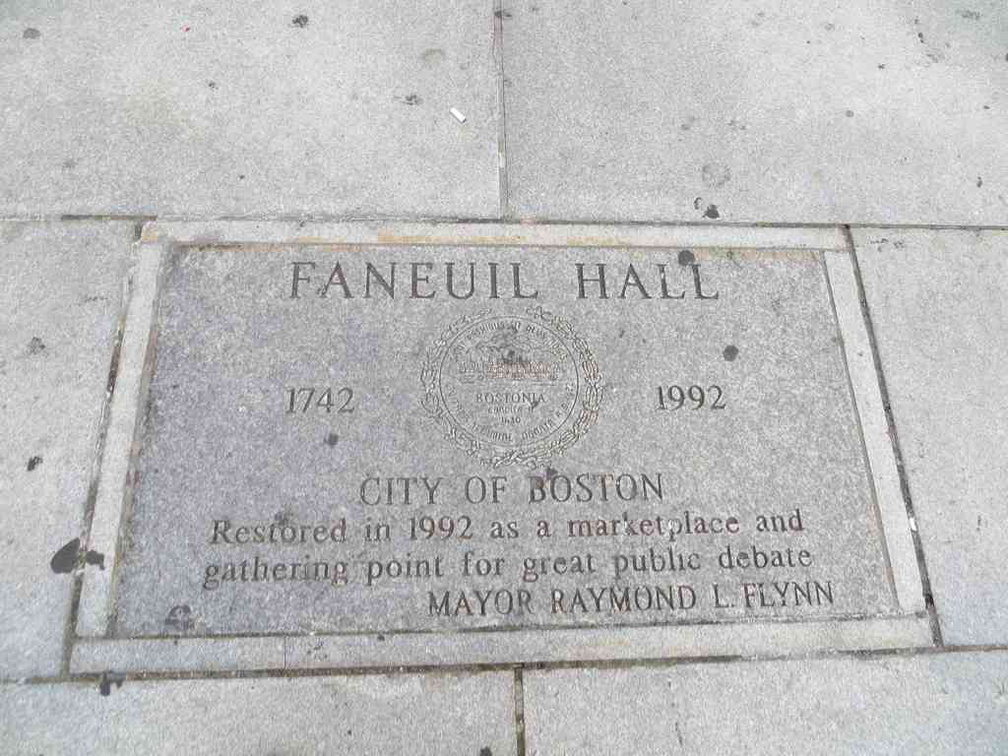 FANEUIL HALL
1742
BOSTONIA
1992
CITY OF BOSTON
Restored in 1992 as a marketplace and
gathering point for great public debate
MAYOR RAYMOND L. FLYNN